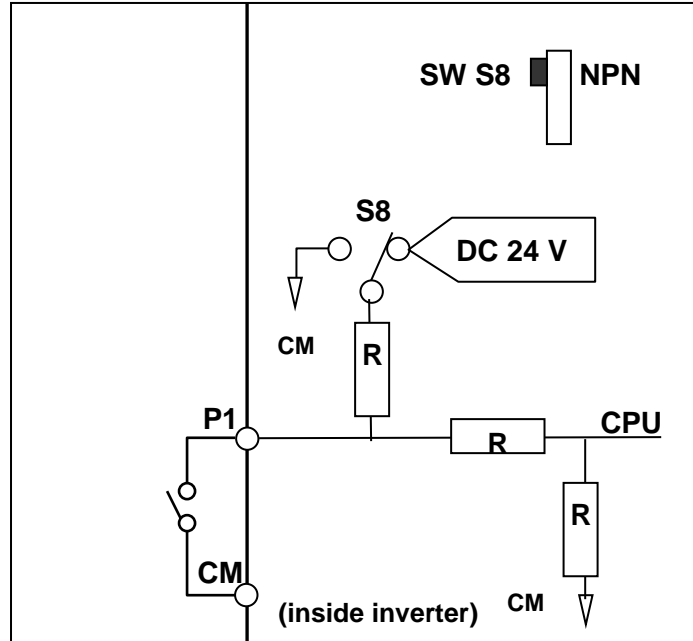 SW S8 NPN
S8
DC 24 V
CM
R
P1
R
CPU
R
CM
(inside inverter)
CM